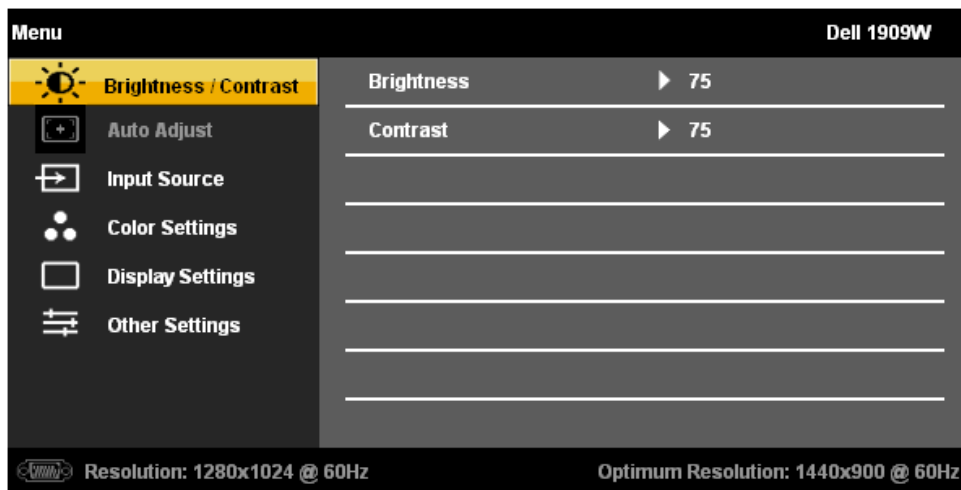 Menu Dell 1909W
Brightness / Contrast Brightness 75
Auto Adjust Contrast 75
Input Source
Color Settings
Display Settings
Other Settings
Resolution: 1280x1024 @ 60Hz Optimum Resolution: 1440x900 @ 60Hz